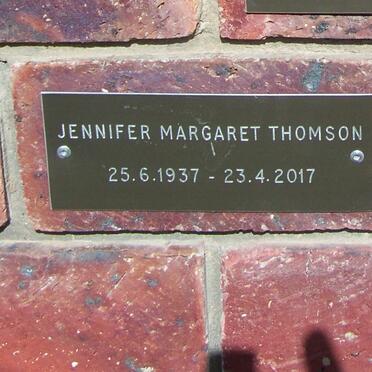 JENNIFER MARGARET THOMSON
25.6.1937 - 23.4.2017